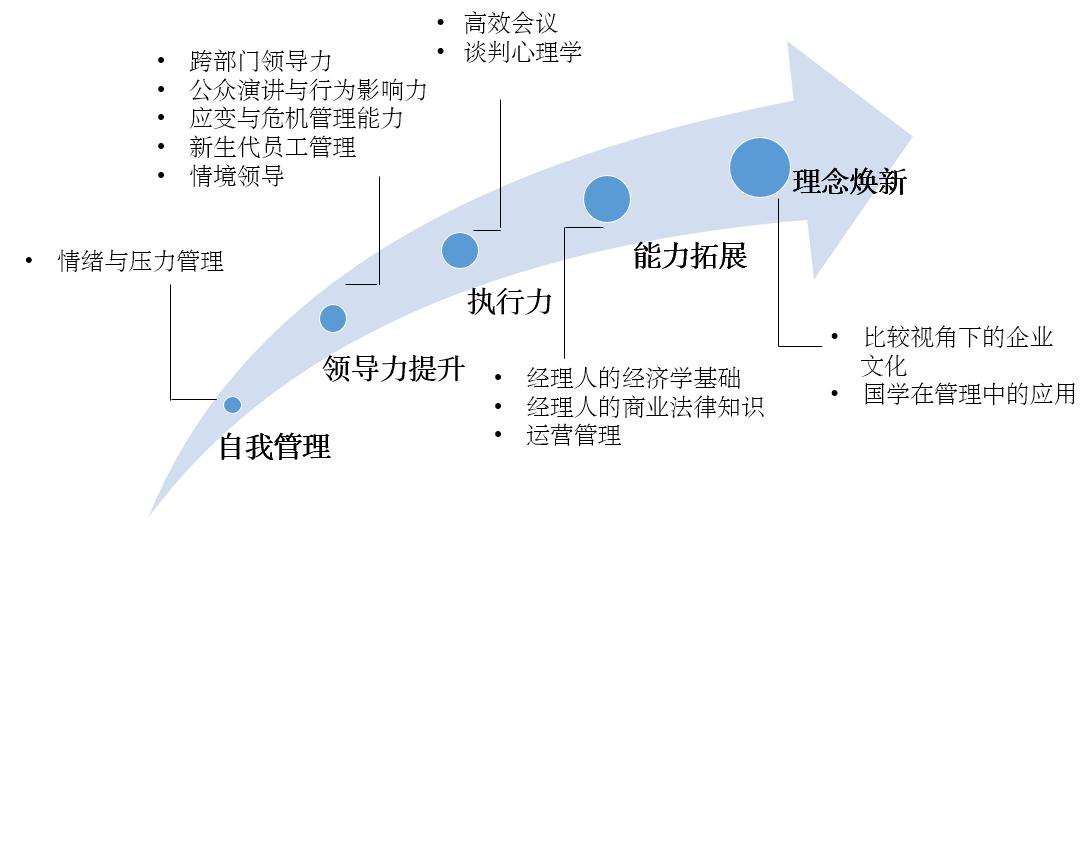 • 高效会议
• 谈判心理学
• 跨部门领导力
• 公众演讲与行为影响力
• 应变与危机管理能力
• 新生代员工管理
• 情境领导
理念焕新
• 情绪与压力管理
能力拓展
执行力
• 比较视角下的企业
文化
• 国学在管理中的应用
领导力提升
• 经理人的经济学基础
• 经理人的商业法律知识
• 运营管理
自我管理